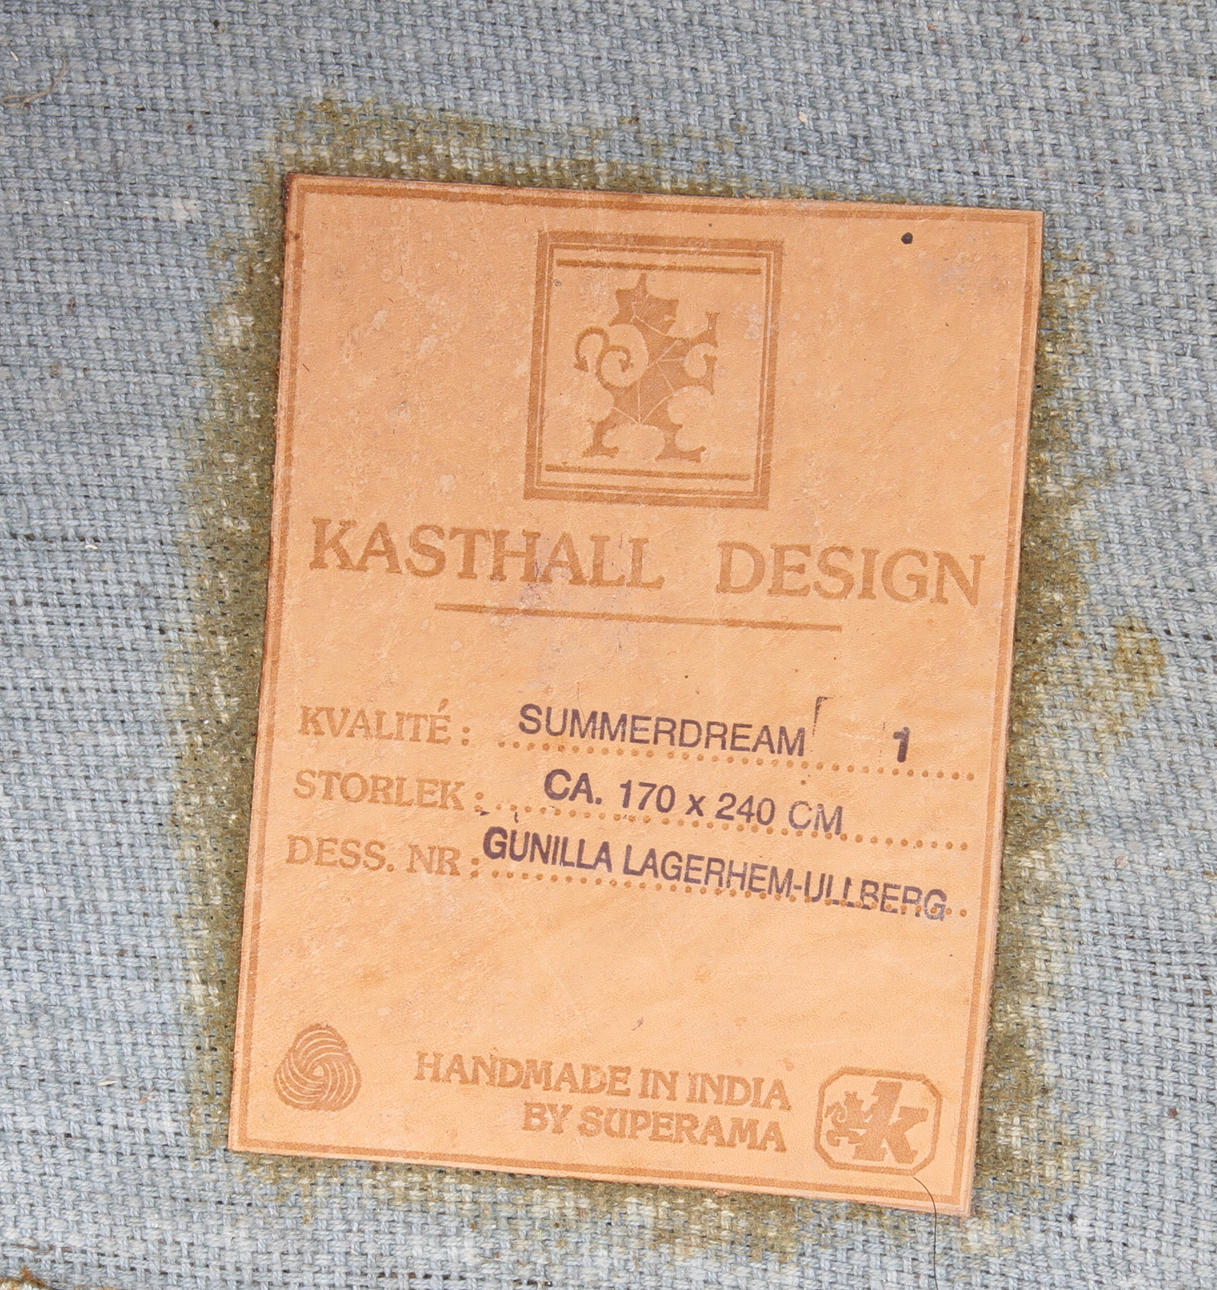 KASTHALL DESIGN
KVALITÉ: SUMMERDREAM 1
STORLEK: CA. 170 x 240 CM
DESS. NR: GUNILLA LAGERHEM-ULLBERG
HANDMADE IN INDIA
BY SUPERAMA
k